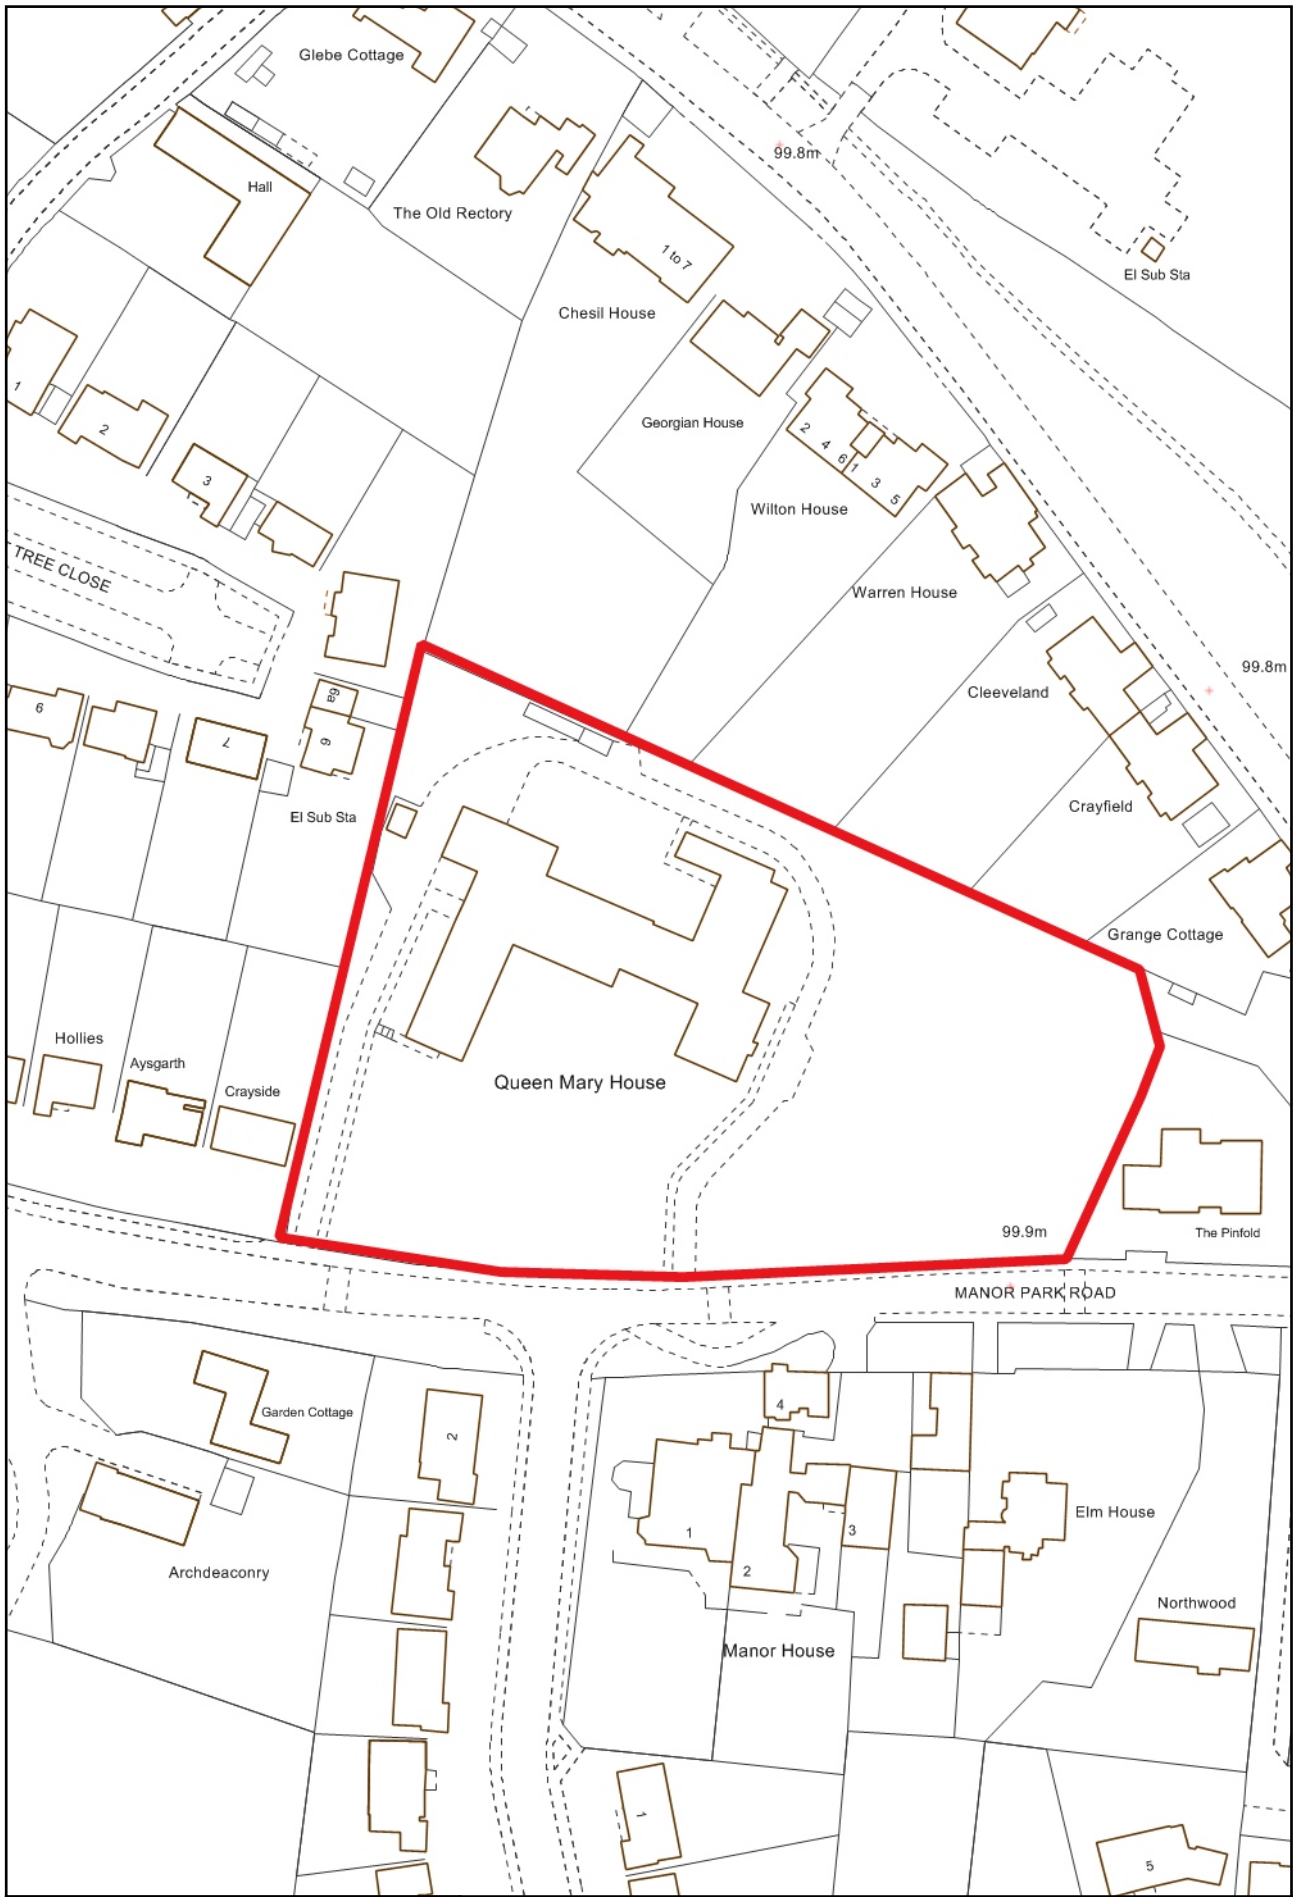 Glebe Cottage
99.8m
Hall
The Old Rectory
1 to 7
El Sub Sta
Chesil House
1
2
Georgian House
2
4
6
1
3
5
3
Wilton House
TREE CLOSE
Warren House
99.8m
Cleeveland
6a
9
7
6
Crayfield
El Sub Sta
Grange Cottage
Hollies
Aysgarth
Queen Mary House
Crayside
99.9m
The Pinfold
MANOR PARK ROAD
4
Garden Cottage
2
Elm House
1
3
2
Archdeaconry
Northwood
Manor House
1
5